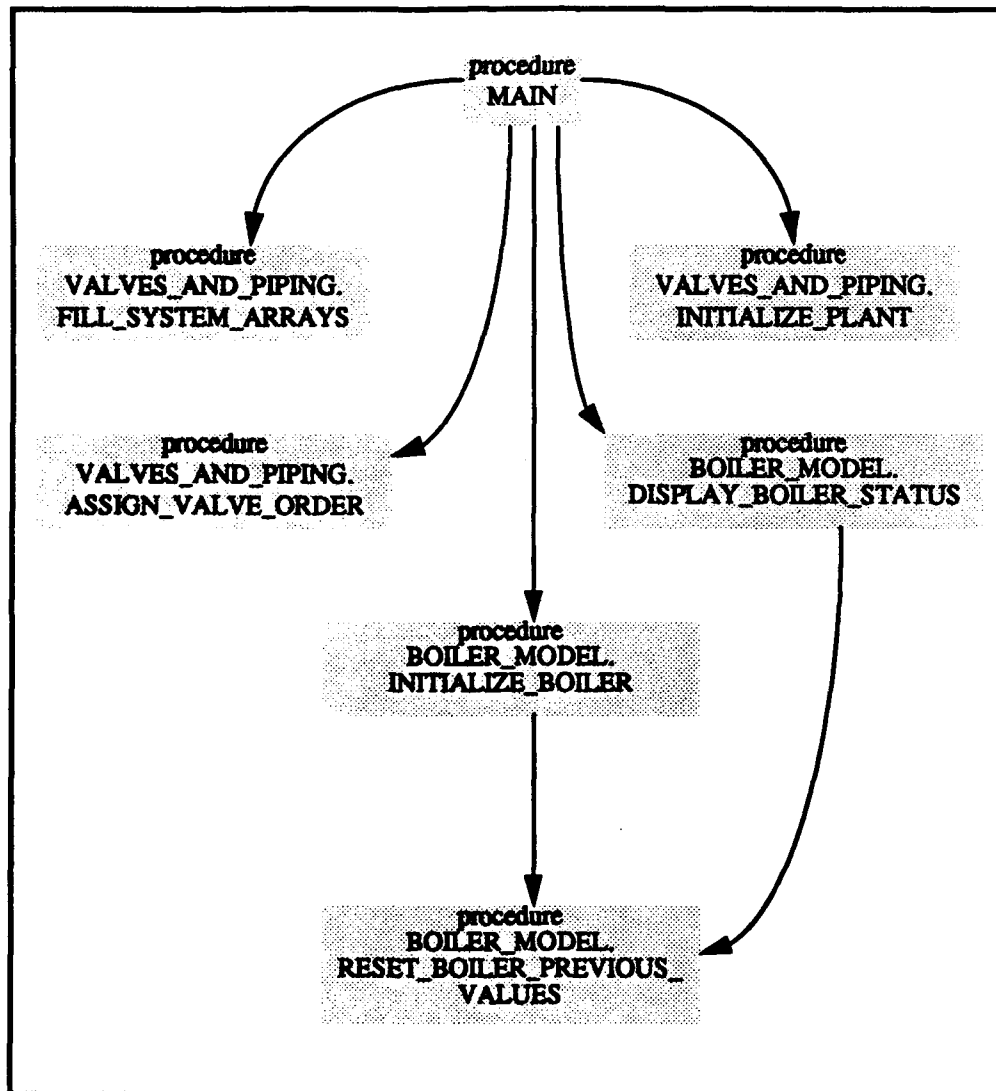 procedure
MAIN
procedure
VALVES_AND_PIPING.
FILL_SYSTEM_ARRAYS
procedure
VALVES_AND_PIPING.
INITIALIZE_PLANT
procedure
VALVES_AND_PIPING.
ASSIGN_VALVE_ORDER
procedure
BOILER_MODEL.
DISPLAY_BOILER_STATUS
procedure
BOILER_MODEL.
INITIALIZE_BOILER
procedure
BOILER_MODEL.
RESET_BOILER_PREVIOUS_
VALUES